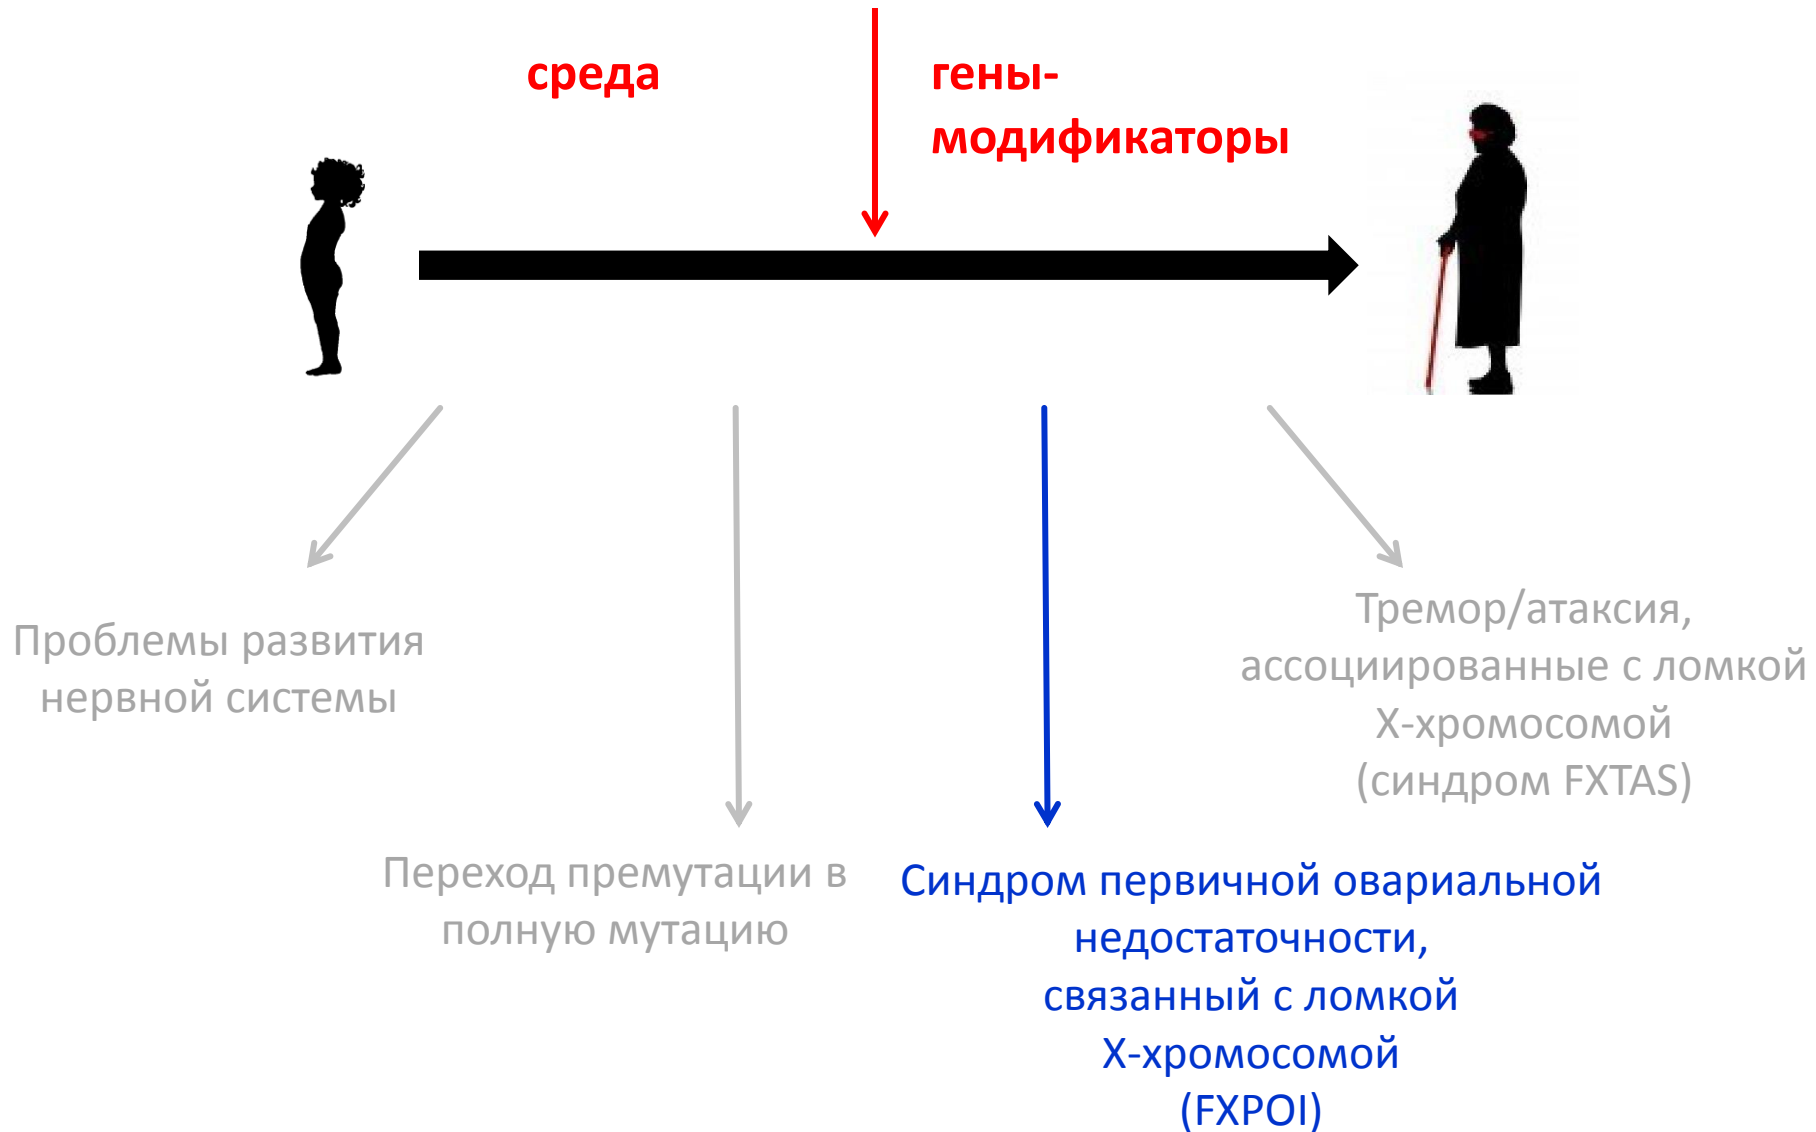 среда
гены-
модификаторы
Проблемы развития
нервной системы
Переход премутации в
полную мутацию
Синдром первичной овариальной
недостаточности,
связанный с ломкой
Х-хромосомой
(FXPOI)
Тремор/атаксия,
ассоциированные с ломкой
Х-хромосомой
(синдром FXTAS)